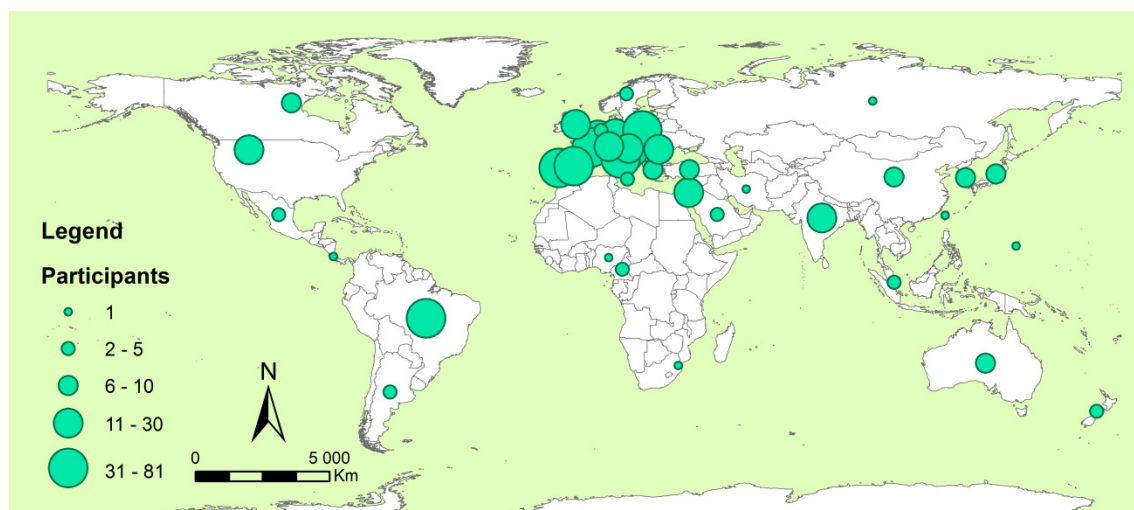 Legend
Participants
1
2 - 5
6 - 10
11 - 30
31 - 81
N
0 5 000
Km